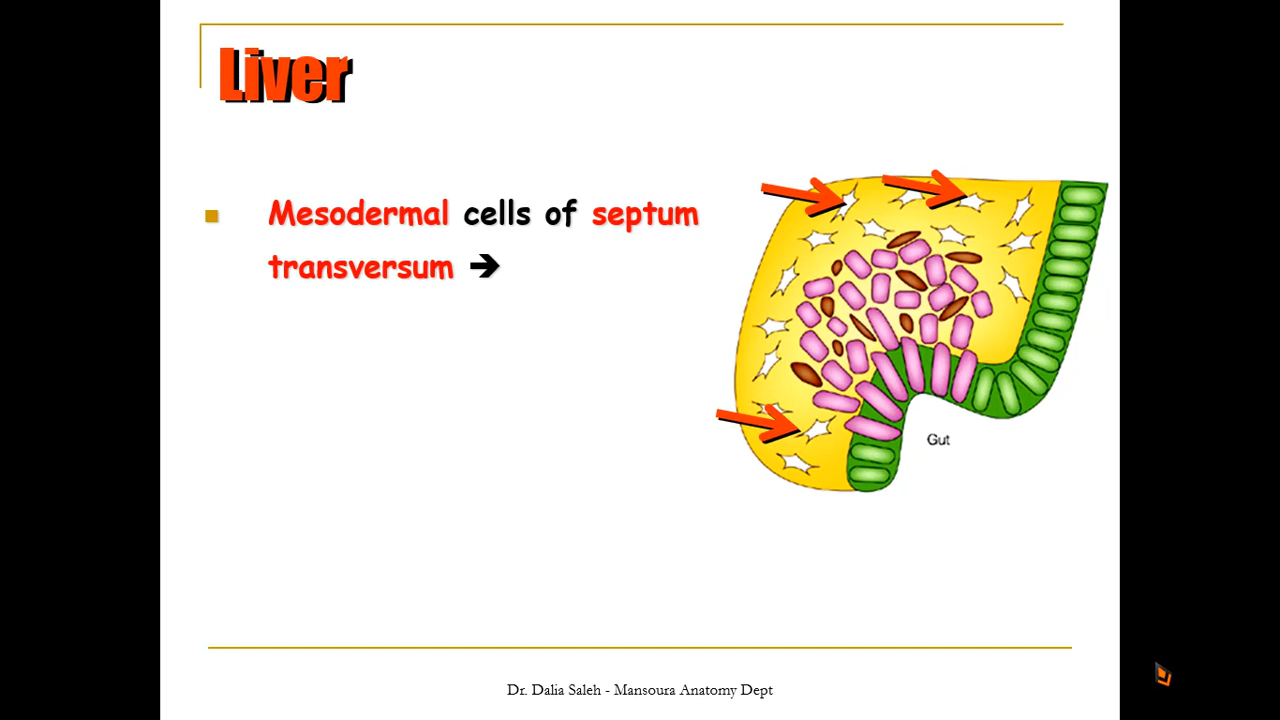 Liver
Mesodermal cells of septum
transversum ➔
Gut
Dr. Dalia Saleh - Mansoura Anatomy Dept